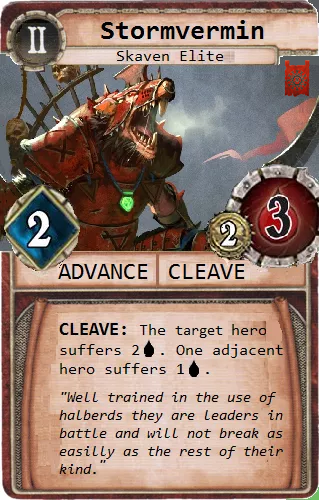 II
Stormvermin
Skaven Elite
2
2
3
ADVANCE
CLEAVE
CLEAVE: The target hero
suffers 2. One adjacent
hero suffers 1.
"Well trained in the use of
halberds they are leaders in
battle and will not break as
easilly as the rest of their
kind."